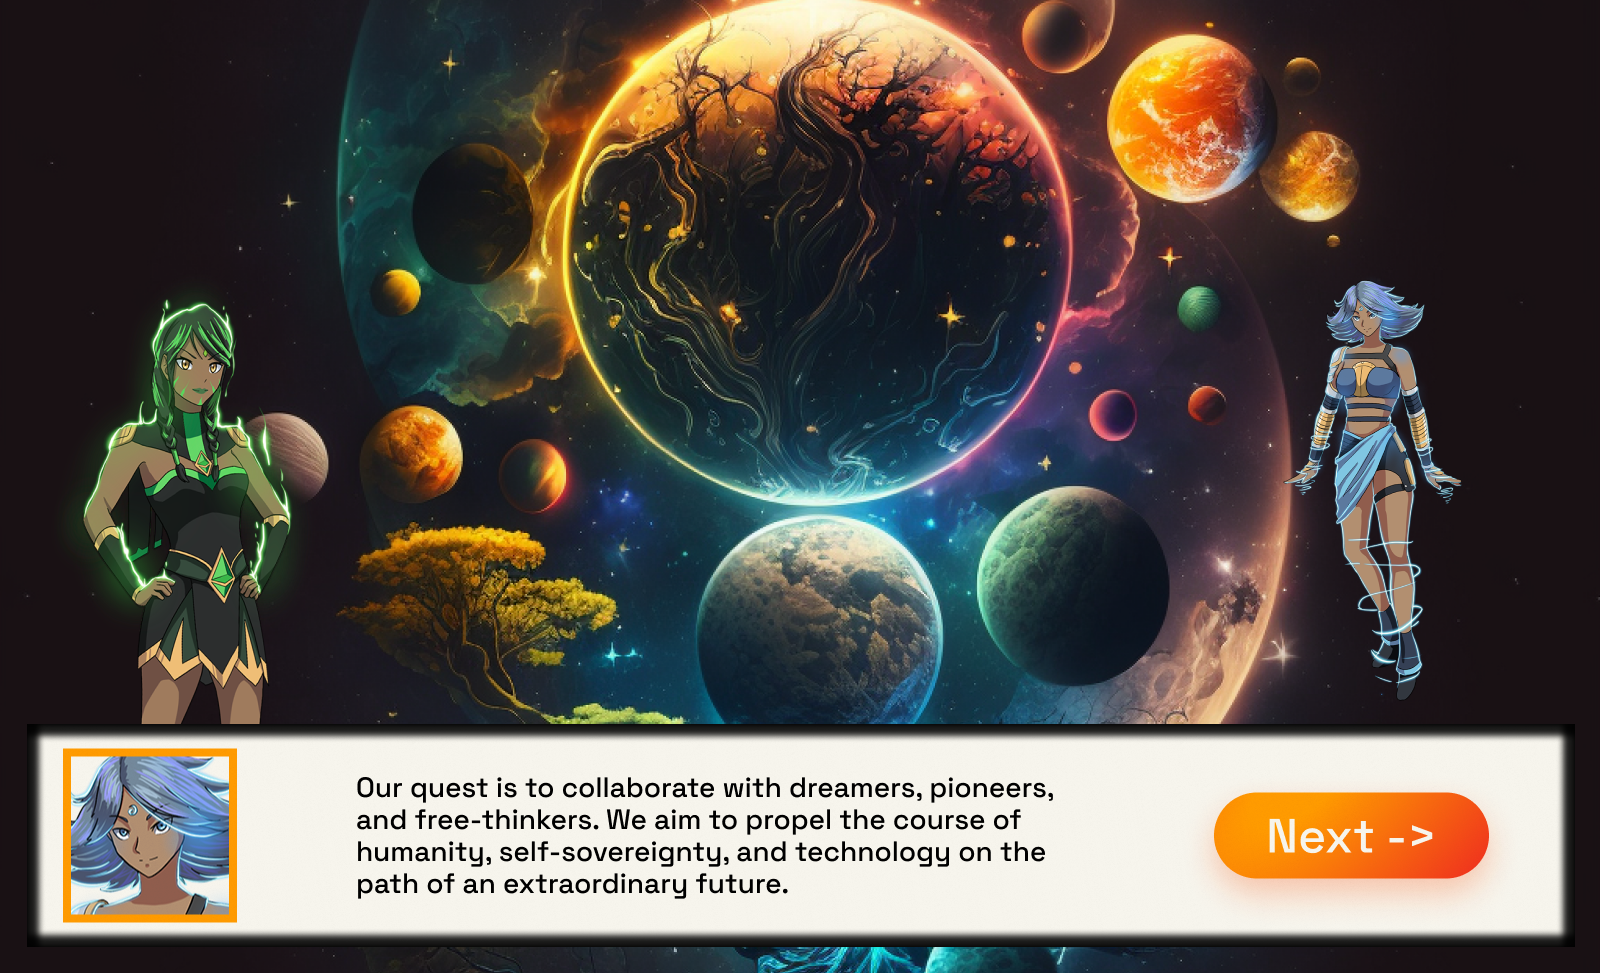 Our quest is to collaborate with dreamers, pioneers,
and free-thinkers. We aim to propel the course of
humanity, self-sovereignty, and technology on the
path of an extraordinary future.
Next ->